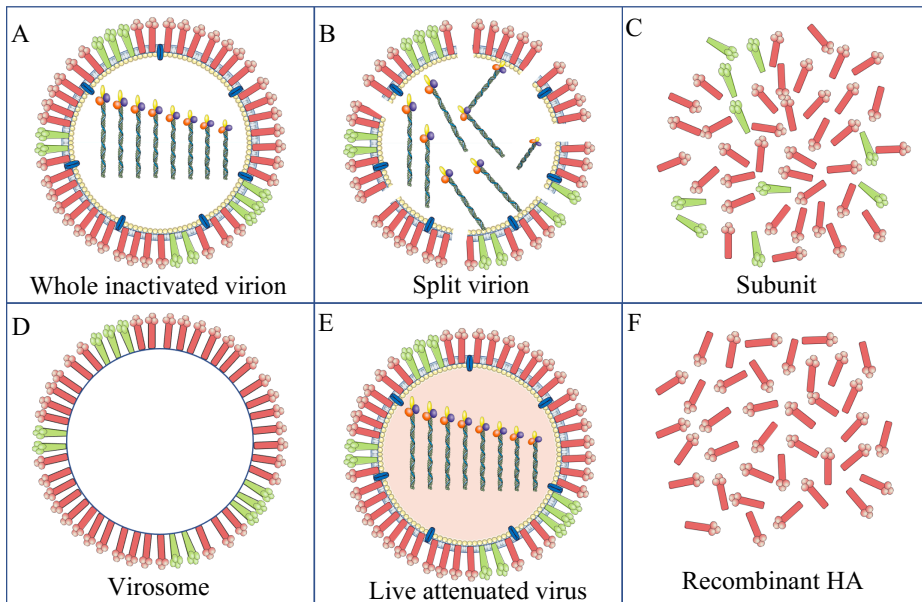 A
Whole inactivated virion
B
Split virion
C
Subunit
D
Virosome
E
Live attenuated virus
F
Recombinant HA